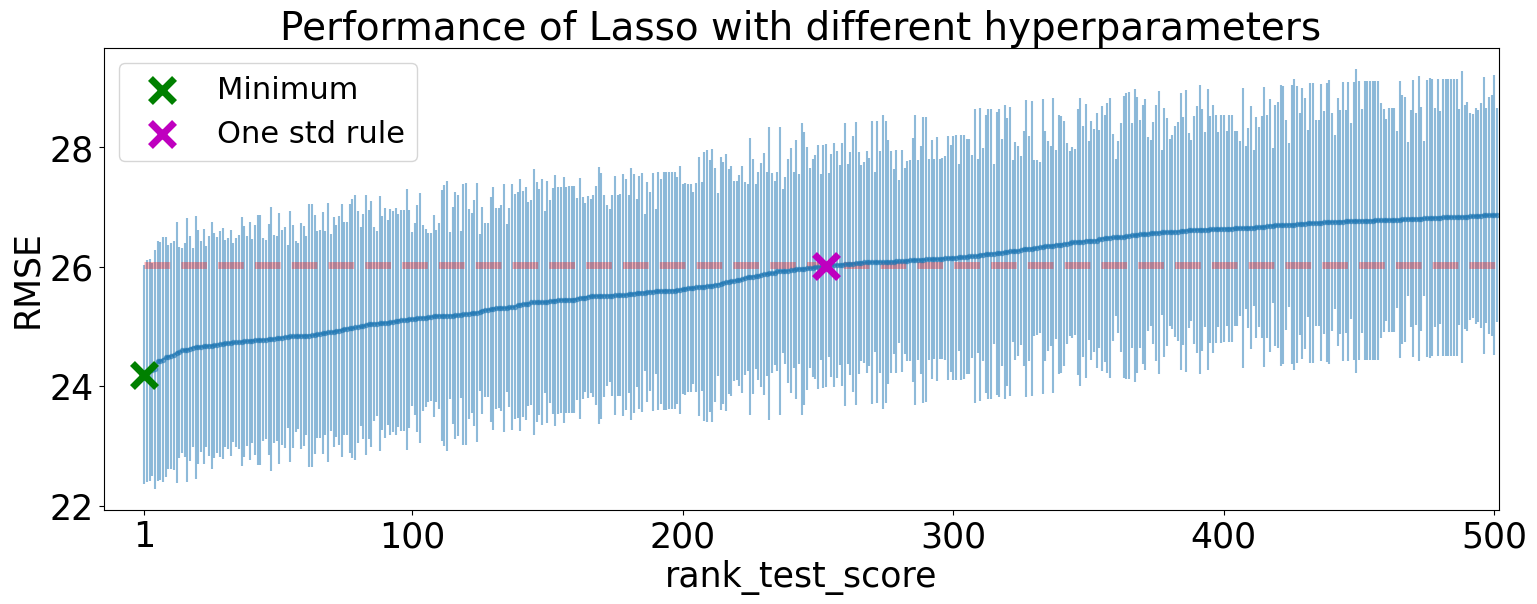 Performance of Lasso with different hyperparameters
Minimum
One std rule
RMSE
28
26
24
22
1 100 200 300 400 500
rank_test_score